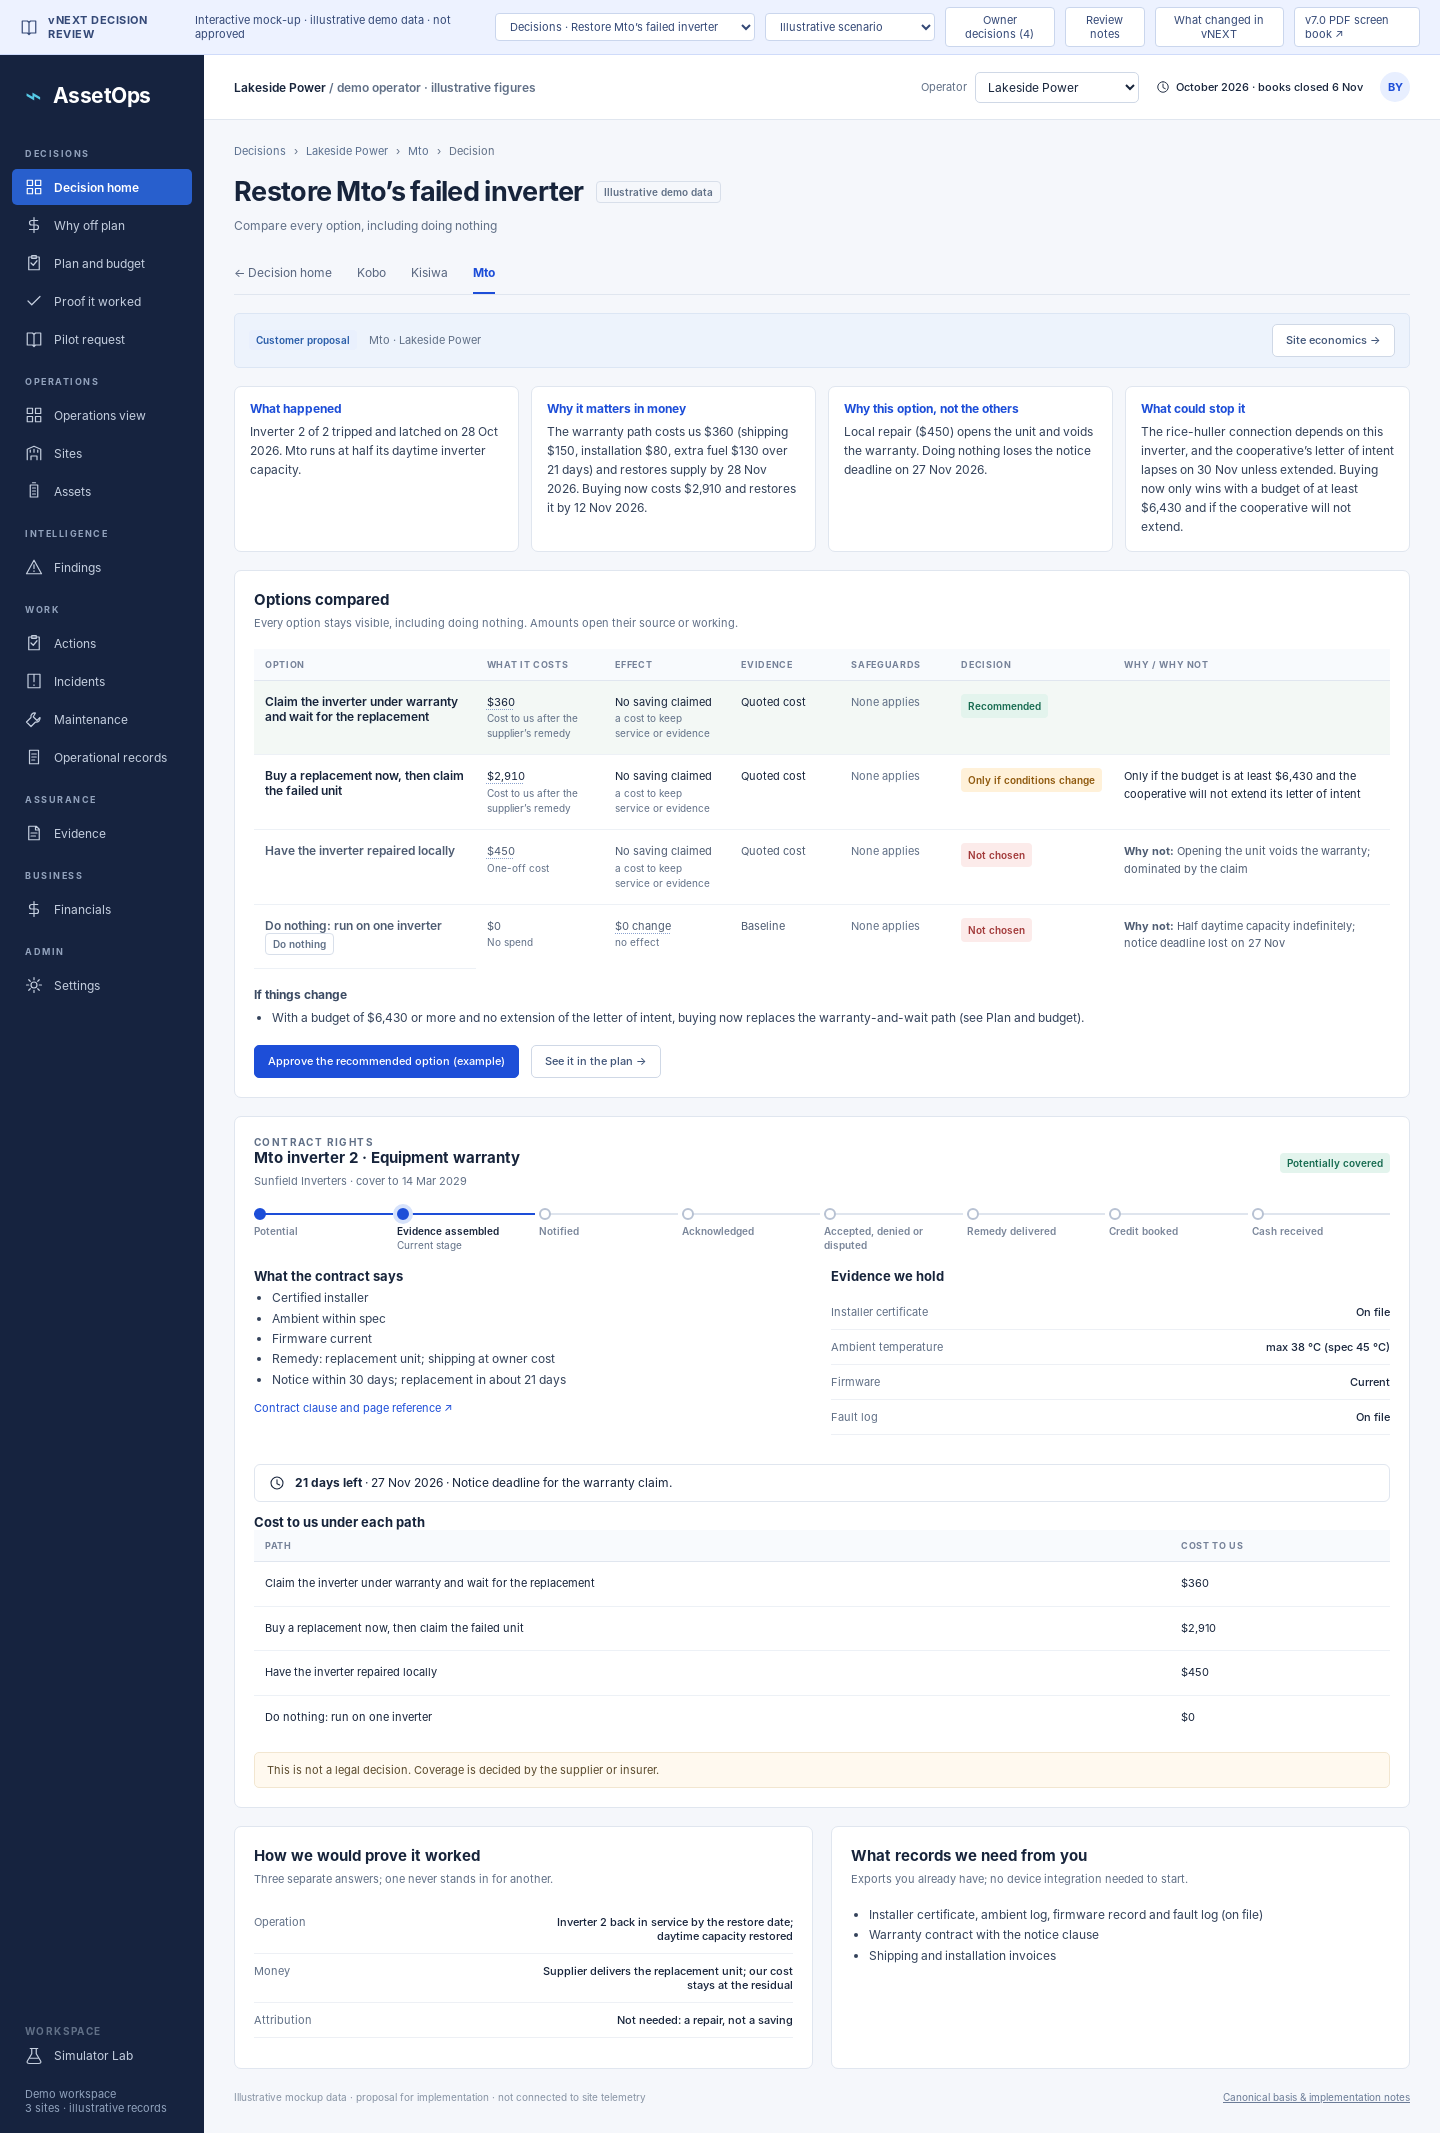 vNEXT DECISION
REVIEW
Interactive mock-up · illustrative demo data · not
approved
Decisions · Restore Mto’s failed inverter
Illustrative scenario
Owner
decisions (4)
Review
notes
What changed in
vNEXT
v7.0 PDF screen
book ↗
AssetOps
DECISIONS
Decision home
Why off plan
Plan and budget
Proof it worked
Pilot request
OPERATIONS
Operations view
Sites
Assets
INTELLIGENCE
Findings
WORK
Actions
Incidents
Maintenance
Operational records
ASSURANCE
Evidence
BUSINESS
Financials
ADMIN
Settings
WORKSPACE
Simulator Lab
Demo workspace
3 sites · illustrative records
Lakeside Power / demo operator · illustrative figures
Operator
Lakeside Power
October 2026 · books closed 6 Nov
BY
Decisions › Lakeside Power › Mto › Decision
Restore Mto’s failed inverter
Illustrative demo data
Compare every option, including doing nothing
← Decision home
Kobo
Kisiwa
Mto
Customer proposal
Mto · Lakeside Power
Site economics →
What happened
Inverter 2 of 2 tripped and latched on 28 Oct
2026. Mto runs at half its daytime inverter
capacity.
Why it matters in money
The warranty path costs us $360 (shipping
$150, installation $80, extra fuel $130 over
21 days) and restores supply by 28 Nov
2026. Buying now costs $2,910 and restores
it by 12 Nov 2026.
Why this option, not the others
Local repair ($450) opens the unit and voids
the warranty. Doing nothing loses the notice
deadline on 27 Nov 2026.
What could stop it
The rice-huller connection depends on this
inverter, and the cooperative’s letter of intent
lapses on 30 Nov unless extended. Buying
now only wins with a budget of at least
$6,430 and if the cooperative will not
extend.
Options compared
Every option stays visible, including doing nothing. Amounts open their source or working.
OPTION
WHAT IT COSTS
EFFECT
EVIDENCE
SAFEGUARDS
DECISION
WHY / WHY NOT
Claim the inverter under warranty
and wait for the replacement
$360
Cost to us after the
supplier’s remedy
No saving claimed
a cost to keep
service or evidence
Quoted cost
None applies
Recommended
Buy a replacement now, then claim
the failed unit
$2,910
Cost to us after the
supplier’s remedy
No saving claimed
a cost to keep
service or evidence
Quoted cost
None applies
Only if conditions change
Only if the budget is at least $6,430 and the
cooperative will not extend its letter of intent
Have the inverter repaired locally
$450
One-off cost
No saving claimed
a cost to keep
service or evidence
Quoted cost
None applies
Not chosen
Why not: Opening the unit voids the warranty;
dominated by the claim
Do nothing: run on one inverter
Do nothing
$0
No spend
$0 change
no effect
Baseline
None applies
Not chosen
Why not: Half daytime capacity indefinitely;
notice deadline lost on 27 Nov
If things change
• With a budget of $6,430 or more and no extension of the letter of intent, buying now replaces the warranty-and-wait path (see Plan and budget).
Approve the recommended option (example)
See it in the plan →
CONTRACT RIGHTS
Mto inverter 2 · Equipment warranty
Sunfield Inverters · cover to 14 Mar 2029
Potentially covered
Potential
Evidence assembled
Current stage
Notified
Acknowledged
Accepted, denied or
disputed
Remedy delivered
Credit booked
Cash received
What the contract says
• Certified installer
• Ambient within spec
• Firmware current
• Remedy: replacement unit; shipping at owner cost
• Notice within 30 days; replacement in about 21 days
Contract clause and page reference ↗
Evidence we hold
Installer certificate
On file
Ambient temperature
max 38 °C (spec 45 °C)
Firmware
Current
Fault log
On file
21 days left · 27 Nov 2026 · Notice deadline for the warranty claim.
Cost to us under each path
PATH
COST TO US
Claim the inverter under warranty and wait for the replacement
$360
Buy a replacement now, then claim the failed unit
$2,910
Have the inverter repaired locally
$450
Do nothing: run on one inverter
$0
This is not a legal decision. Coverage is decided by the supplier or insurer.
How we would prove it worked
Three separate answers; one never stands in for another.
Operation
Inverter 2 back in service by the restore date;
daytime capacity restored
Money
Supplier delivers the replacement unit; our cost
stays at the residual
Attribution
Not needed: a repair, not a saving
What records we need from you
Exports you already have; no device integration needed to start.
• Installer certificate, ambient log, firmware record and fault log (on file)
• Warranty contract with the notice clause
• Shipping and installation invoices
Illustrative mockup data · proposal for implementation · not connected to site telemetry
Canonical basis & implementation notes